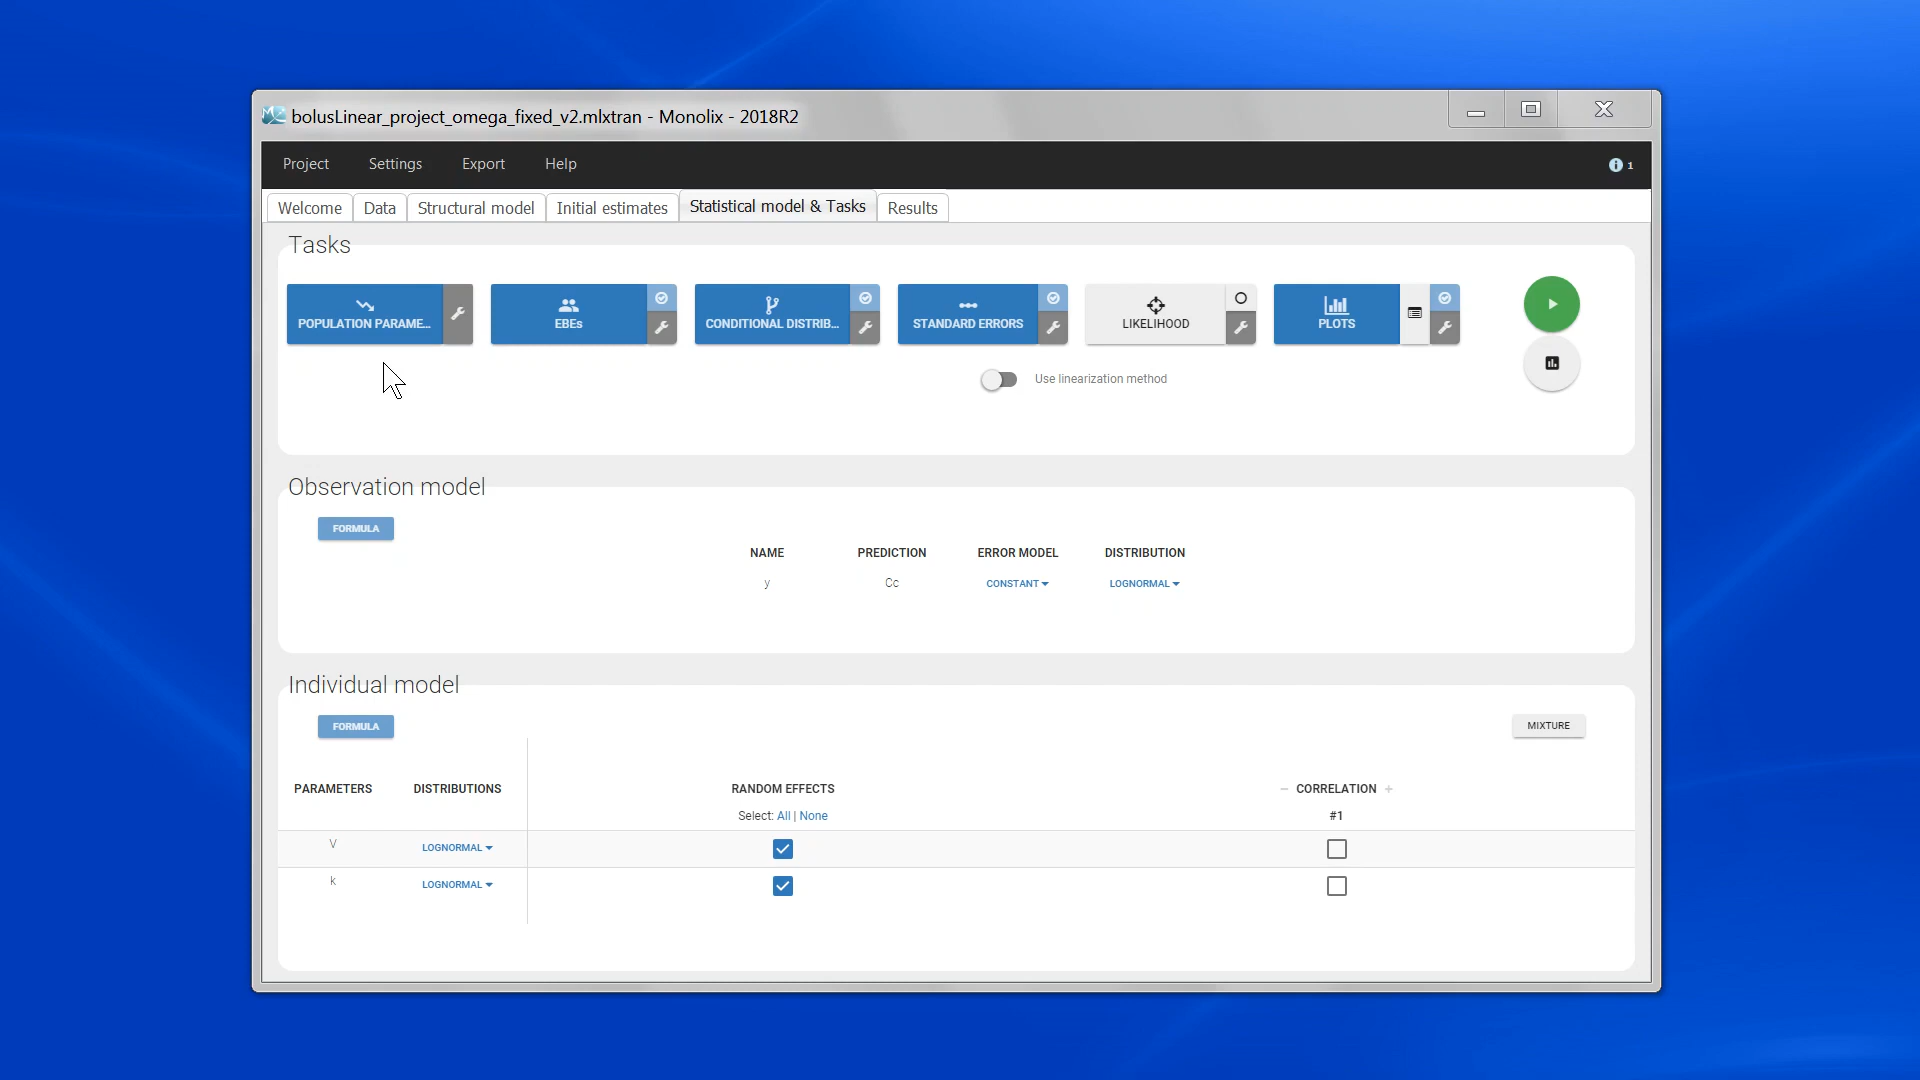 bolusLinear_project_omega_fixed_v2.mlxtran - Monolix - 2018R2
Project Settings Export Help 1
Welcome Data Structural model Initial estimates Statistical model & Tasks Results
Tasks
POPULATION PARAME... EBEs CONDITIONAL DISTRIB... STANDARD ERRORS LIKELIHOOD PLOTS
Use linearization method
Observation model
FORMULA
NAME PREDICTION ERROR MODEL DISTRIBUTION
y Cc CONSTANT LOGNORMAL
Individual model
FORMULA MIXTURE
PARAMETERS DISTRIBUTIONS RANDOM EFFECTS − CORRELATION +
Select: All | None #1
V LOGNORMAL
k LOGNORMAL